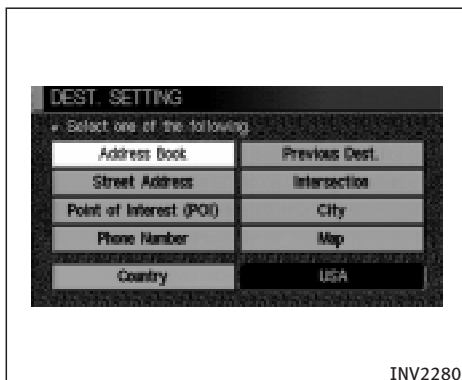 DEST. SETTING
Select one of the following.
Address Book Previous Dest.
Street Address Intersection
Point of Interest (POI) City
Phone Number Map
Country USA
INV2280